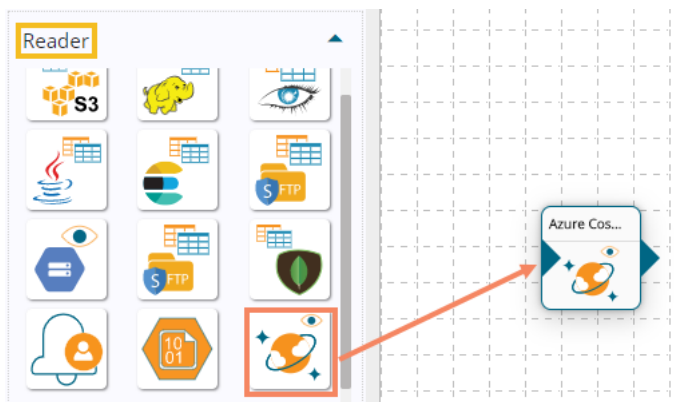 Reader
S3
S FTP
Azure Cos...
S FTP
10
01